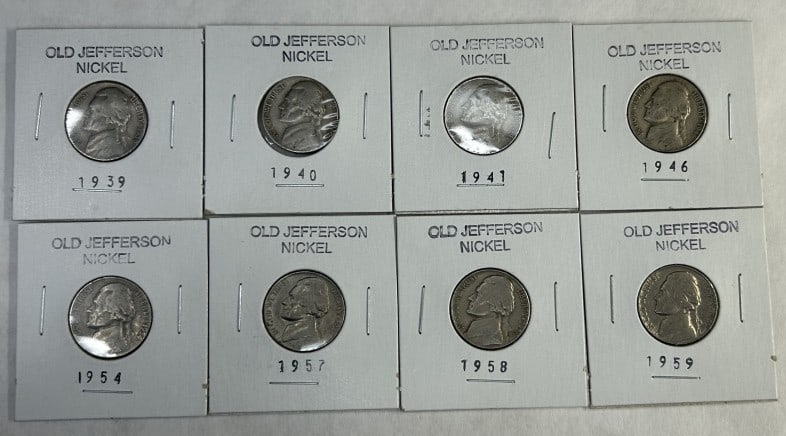 OLD JEFFERSON
NICKEL
1939
OLD JEFFERSON
NICKEL
1940
OLD JEFFERSON
NICKEL
1941
OLD JEFFERSON
NICKEL
1946
OLD JEFFERSON
NICKEL
1954
OLD JEFFERSON
NICKEL
1957
OLD JEFFERSON
NICKEL
1958
OLD JEFFERSON
NICKEL
1959